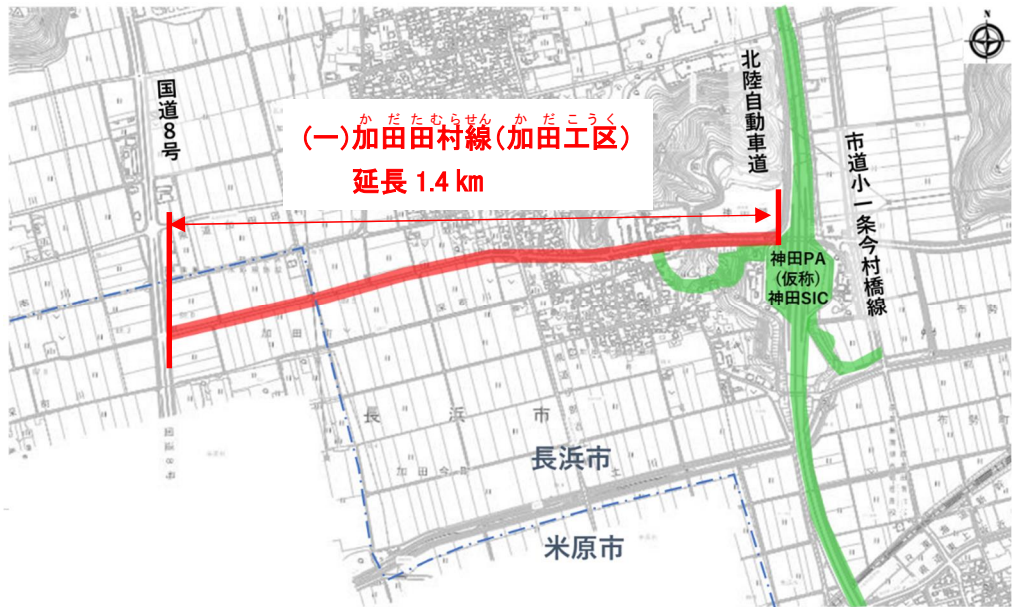 N
国道8号
北陸自動車道
かだたむらせん かだこうく
(一)加田田村線(加田工区)
延長 1.4 km
市道小一条今村橋線
神田PA
(仮称)
神田SIC
加田町
長浜市
長浜市
米原市